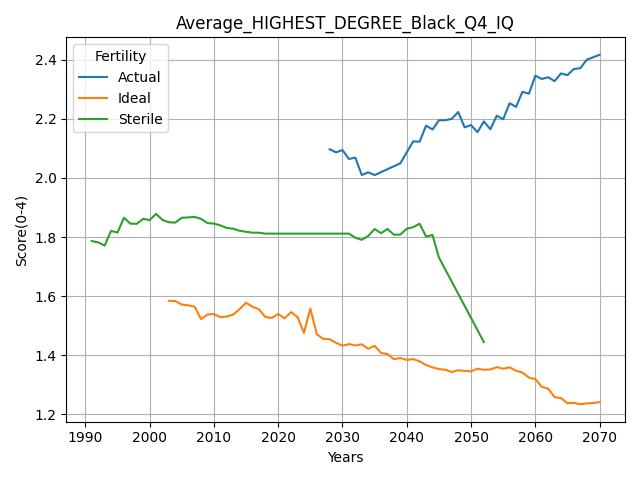 Average_HIGHEST_DEGREE_Black_Q4_IQ
Fertility
Actual
Ideal
Sterile
Score(0-4)
2.4
2.2
2.0
1.8
1.6
1.4
1.2
1990 2000 2010 2020 2030 2040 2050 2060 2070
Years